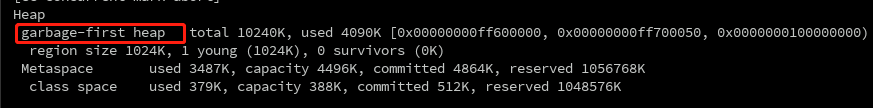 Heap
garbage-first heap   total 10240K, used 4090K [0x00000000ff600000, 0x00000000ff700050, 0x0000000100000000)
region size 1024K, 1 young (1024K), 0 survivors (0K)
Metaspace       used 3487K, capacity 4496K, committed 4864K, reserved 1056768K
class space    used 379K, capacity 388K, committed 512K, reserved 1048576K